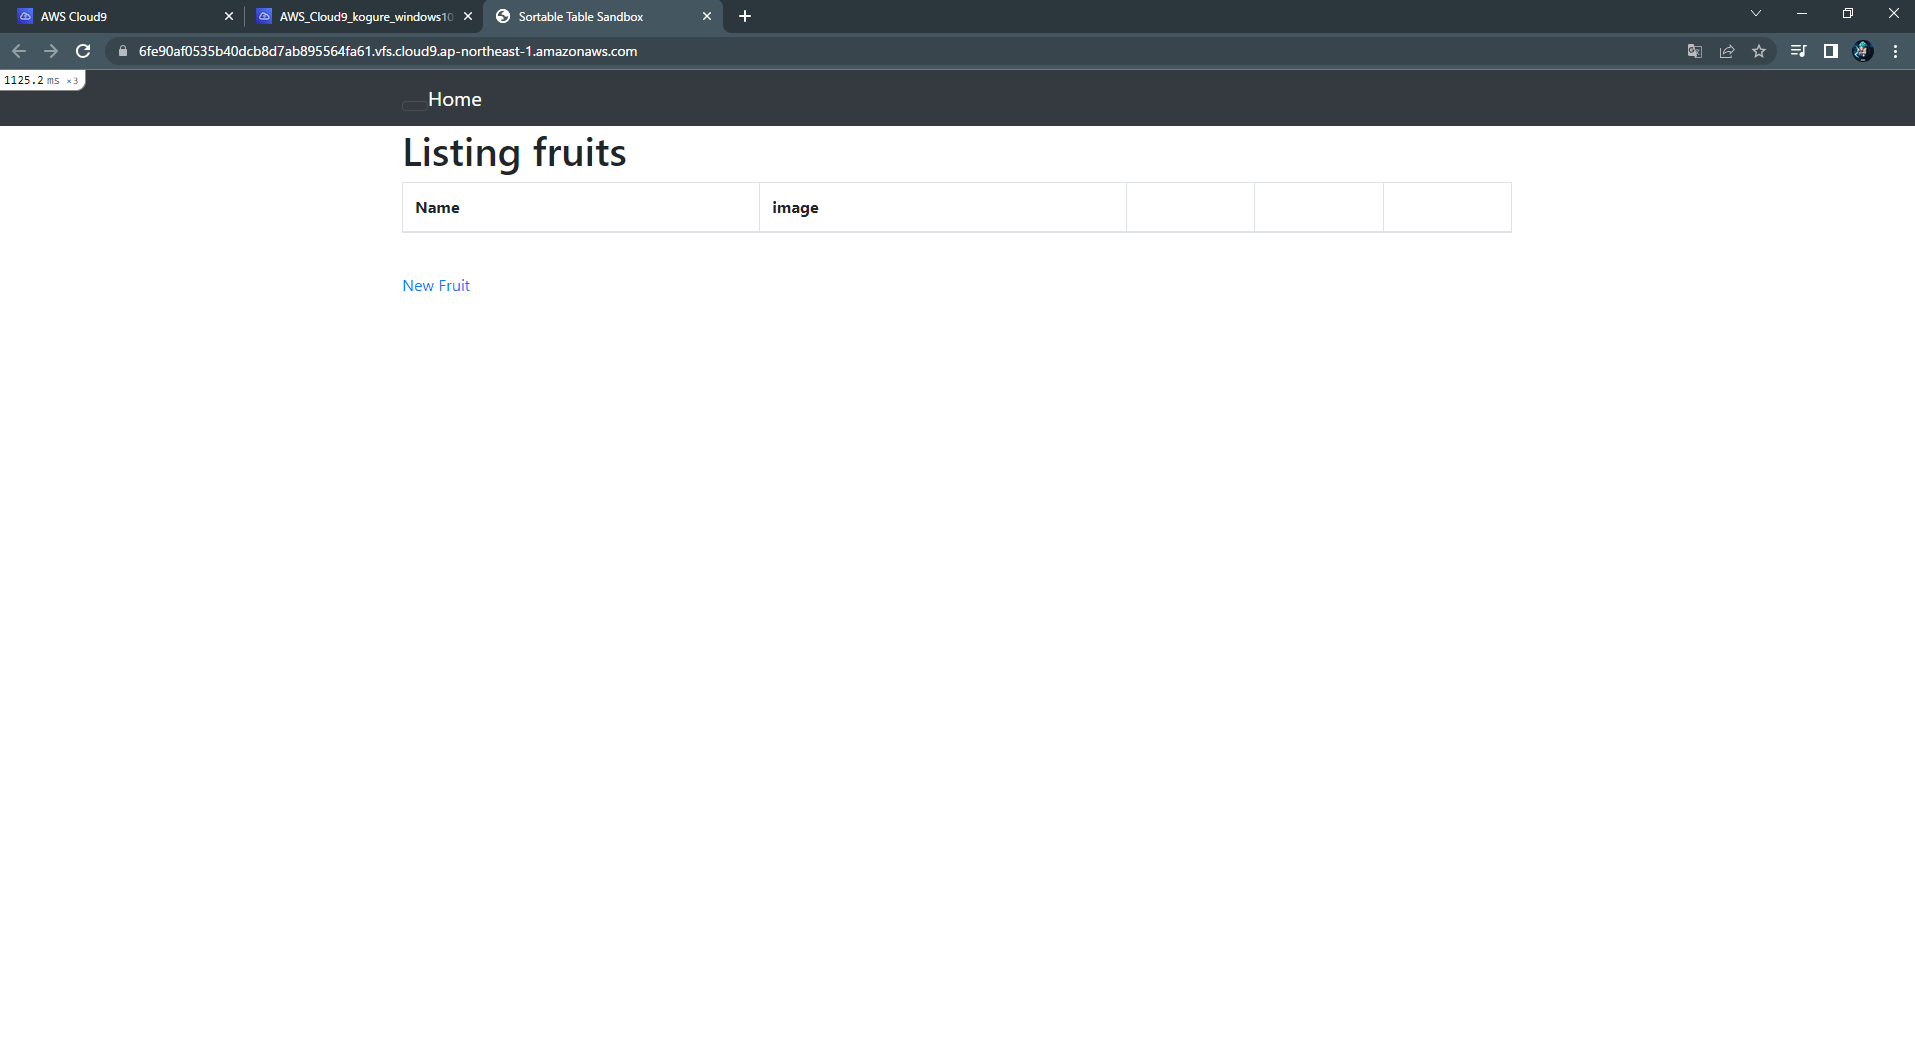 AWS Cloud9
AWS_Cloud9_kogure_windows10
Sortable Table Sandbox
6fe90af0535b40dcb8d7ab895564fa61.vfs.cloud9.ap-northeast-1.amazonaws.com
1125.2 ms ×3
Home
Listing fruits
Name image
New Fruit